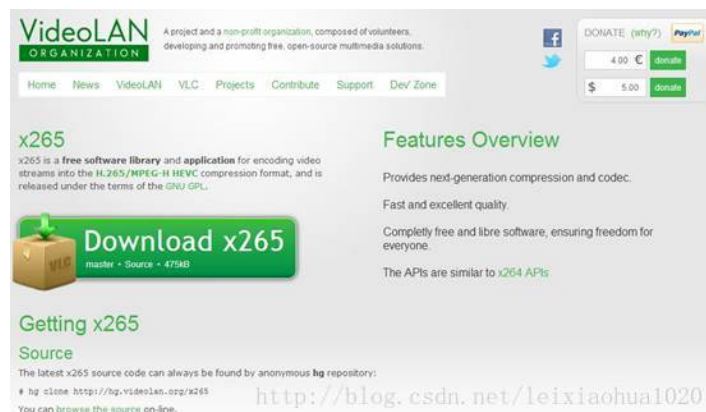 VideoLAN
ORGANIZATION
A project and a non-profit organization, composed of volunteers,
developing and promoting free, open-source multimedia solutions.
DONATE (why?) PayPal
4.00 € donate
$ 5.00 donate
Home News VideoLAN VLC Projects Contribute Support Dev' Zone
x265
x265 is a free software library and application for encoding video
streams into the H.265/MPEG-H HEVC compression format, and is
released under the terms of the GNU GPL.
Download x265
master • Source • 475kB
VLC
Features Overview
Provides next-generation compression and codec.
Fast and excellent quality.
Completly free and libre software, ensuring freedom for
everyone.
The APIs are similar to x264 APIs
Getting x265
Source
The latest x265 source code can always be found by anonymous hg repository:
# hg clone http://hg.videolan.org/x265
You can browse the source on-line.
http://blog.csdn.net/leixiaohua1020